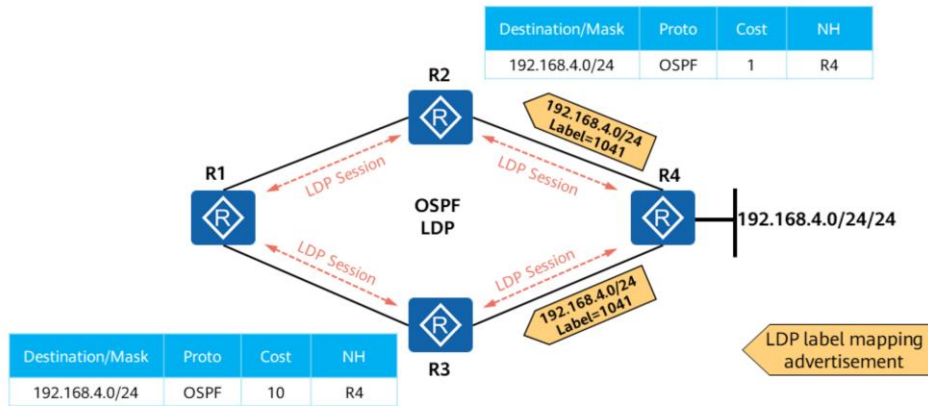 Destination/Mask Proto Cost NH
192.168.4.0/24 OSPF 1 R4
R2
192.168.4.0/24
Label=1041
LDP Session
LDP Session
R1
R4
OSPF
LDP
192.168.4.0/24/24
LDP Session
LDP Session
192.168.4.0/24
Label=1041
R3
LDP label mapping
advertisement
Destination/Mask Proto Cost NH
192.168.4.0/24 OSPF 10 R4
R
R
R
R